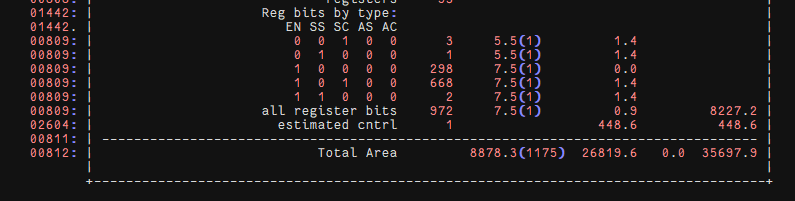 01442: | Reg bits by type: |
01442. | EN SS SC AS AC |
00809: | 0 0 1 0 0 3 5.5(1) 1.4 |
00809: | 0 1 0 0 0 1 5.5(1) 1.4 |
00809: | 1 0 0 0 0 298 7.5(1) 0.0 |
00809: | 1 0 1 0 0 668 7.5(1) 1.4 |
00809: | 1 1 0 0 0 2 7.5(1) 1.4 |
00809: | all register bits 972 7.5(1) 0.9 8227.2 |
02604: | estimated cntrl 1 448.6 448.6 |
00811: | -------------------------------------------------------------------------------- |
00812: | Total Area 8878.3(1175) 26819.6 0.0 35697.9 |
| |
+------------------------------------------------------------------------------------+